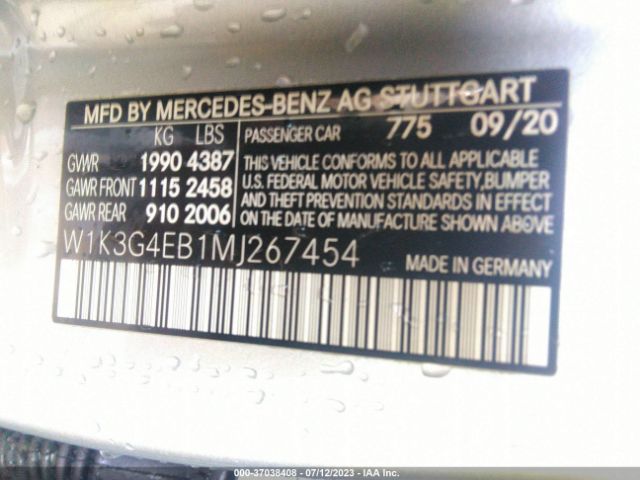 MFD BY MERCEDES-BENZ AG STUTTGART
KG LBS PASSENGER CAR 775 09/20
GVWR 1990 4387
GAWR FRONT 1115 2458
GAWR REAR 910 2006
THIS VEHICLE CONFORMS TO ALL APPLICABLE
U.S. FEDERAL MOTOR VEHICLE SAFETY, BUMPER
AND THEFT PREVENTION STANDARDS IN EFFECT
ON THE DATE OF MANUFACTURE SHOWN ABOVE
W1K3G4EB1MJ267454
MADE IN GERMANY
000-37038408 - 07/12/2023 - IAAI.COM